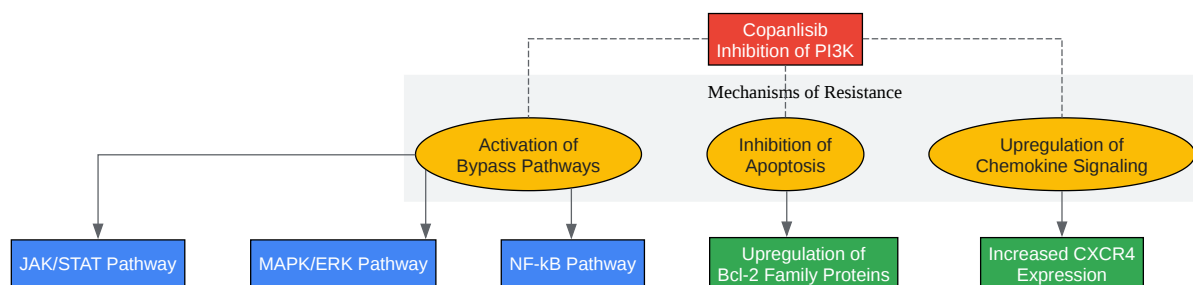 Copanlisib
Inhibition of PI3K
Mechanisms of Resistance
Activation of
Bypass Pathways
Inhibition of
Apoptosis
Upregulation of
Chemokine Signaling
JAK/STAT Pathway
MAPK/ERK Pathway
NF-kB Pathway
Upregulation of
Bcl-2 Family Proteins
Increased CXCR4
Expression